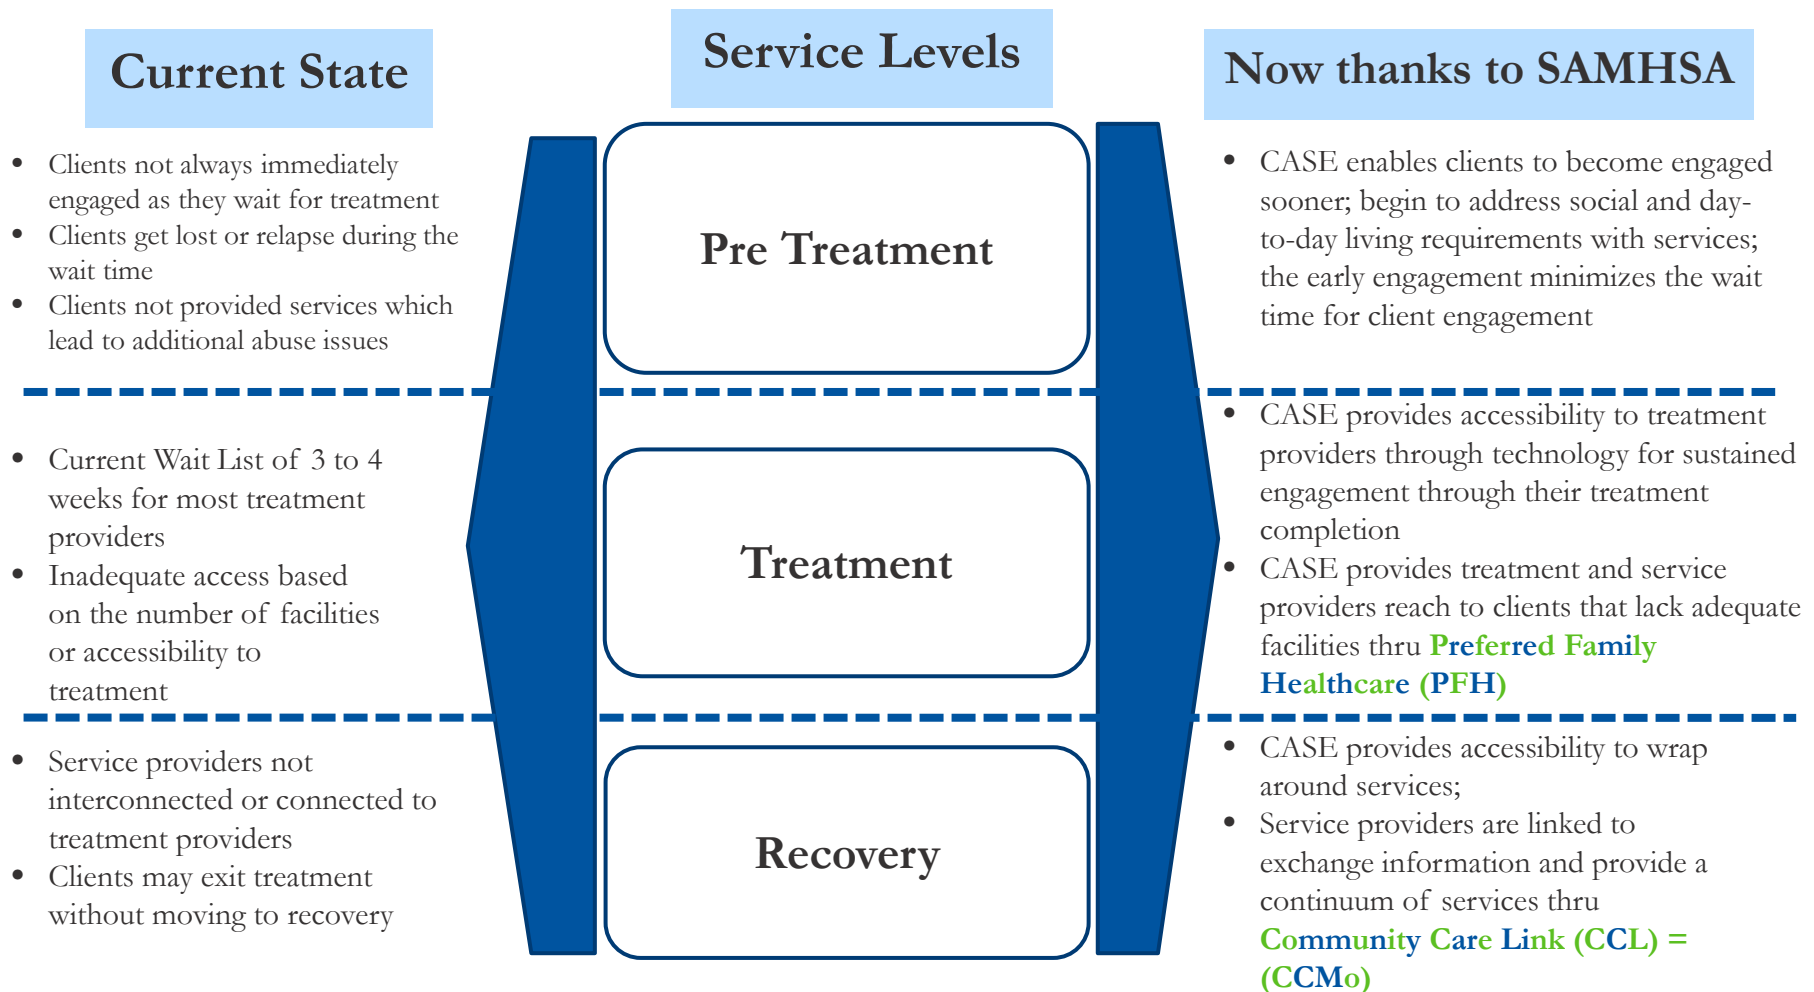 Current State
Service Levels
Now thanks to SAMHSA
• Clients not always immediately
engaged as they wait for treatment
• Clients get lost or relapse during the
wait time
• Clients not provided services which
lead to additional abuse issues
Pre Treatment
• CASE enables clients to become engaged
sooner; begin to address social and day-
to-day living requirements with services;
the early engagement minimizes the wait
time for client engagement
• Current Wait List of 3 to 4
weeks for most treatment
providers
• Inadequate access based
on the number of facilities
or accessibility to
treatment
Treatment
• CASE provides accessibility to treatment
providers through technology for sustained
engagement through their treatment
completion
• CASE provides treatment and service
providers reach to clients that lack adequate
facilities thru Preferred Family
Healthcare (PFH)
• Service providers not
interconnected or connected to
treatment providers
• Clients may exit treatment
without moving to recovery
Recovery
• CASE provides accessibility to wrap
around services;
• Service providers are linked to
exchange information and provide a
continuum of services thru
Community Care Link (CCL) =
(CCMo)